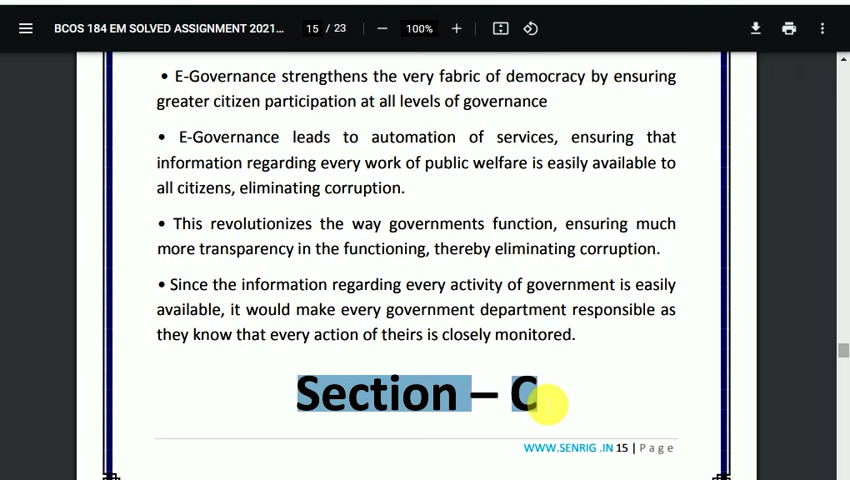 BCOS 184 EM SOLVED ASSIGNMENT 2021... 15 / 23 — 100% +
• E-Governance strengthens the very fabric of democracy by ensuring
greater citizen participation at all levels of governance
• E-Governance leads to automation of services, ensuring that
information regarding every work of public welfare is easily available to
all citizens, eliminating corruption.
• This revolutionizes the way governments function, ensuring much
more transparency in the functioning, thereby eliminating corruption.
• Since the information regarding every activity of government is easily
available, it would make every government department responsible as
they know that every action of theirs is closely monitored.
Section – C
WWW.SENRIG .IN 15 | Page